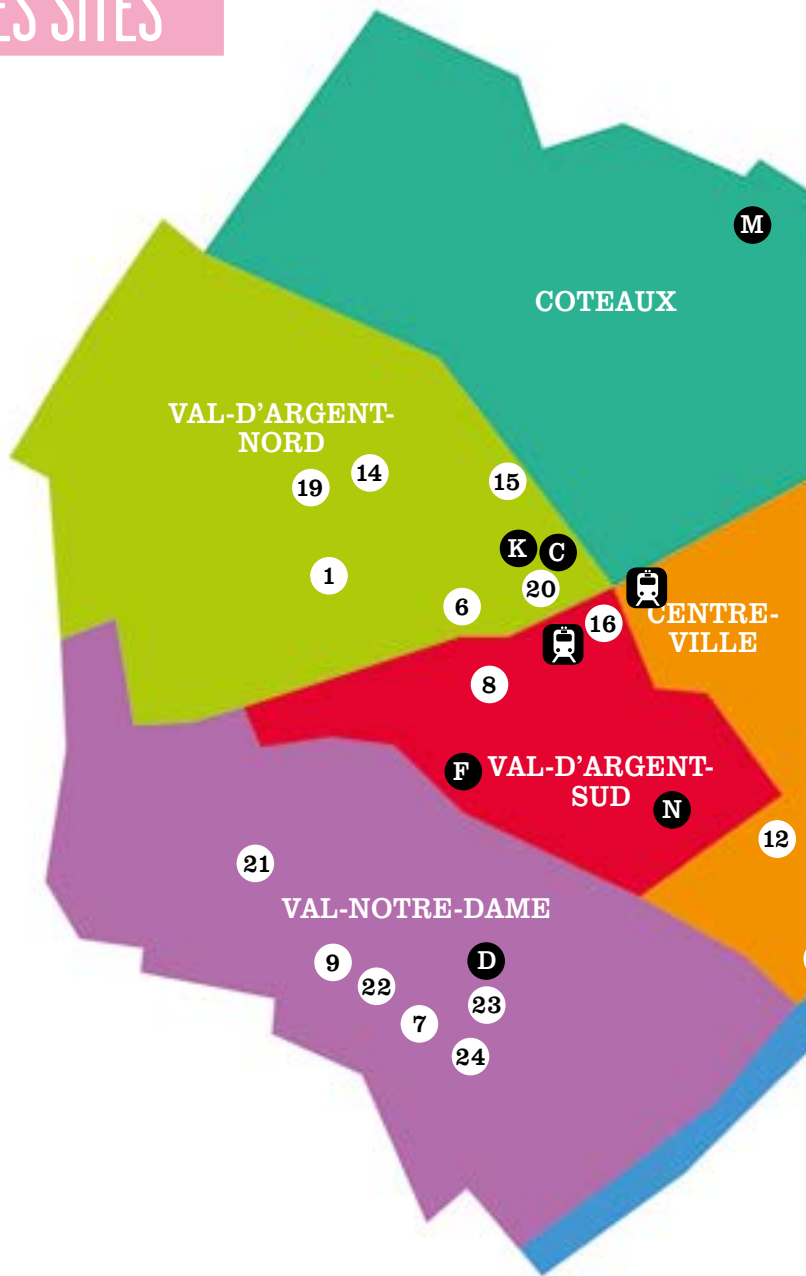 ES SITES
M
COTEAUX
VAL-D'ARGENT-
NORD
14
19
15
K
C
1
20
6
16
CENTRE-
VILLE
8
F
VAL-D'ARGENT-
SUD
N
12
21
VAL-NOTRE-DAME
9
D
22
23
7
24